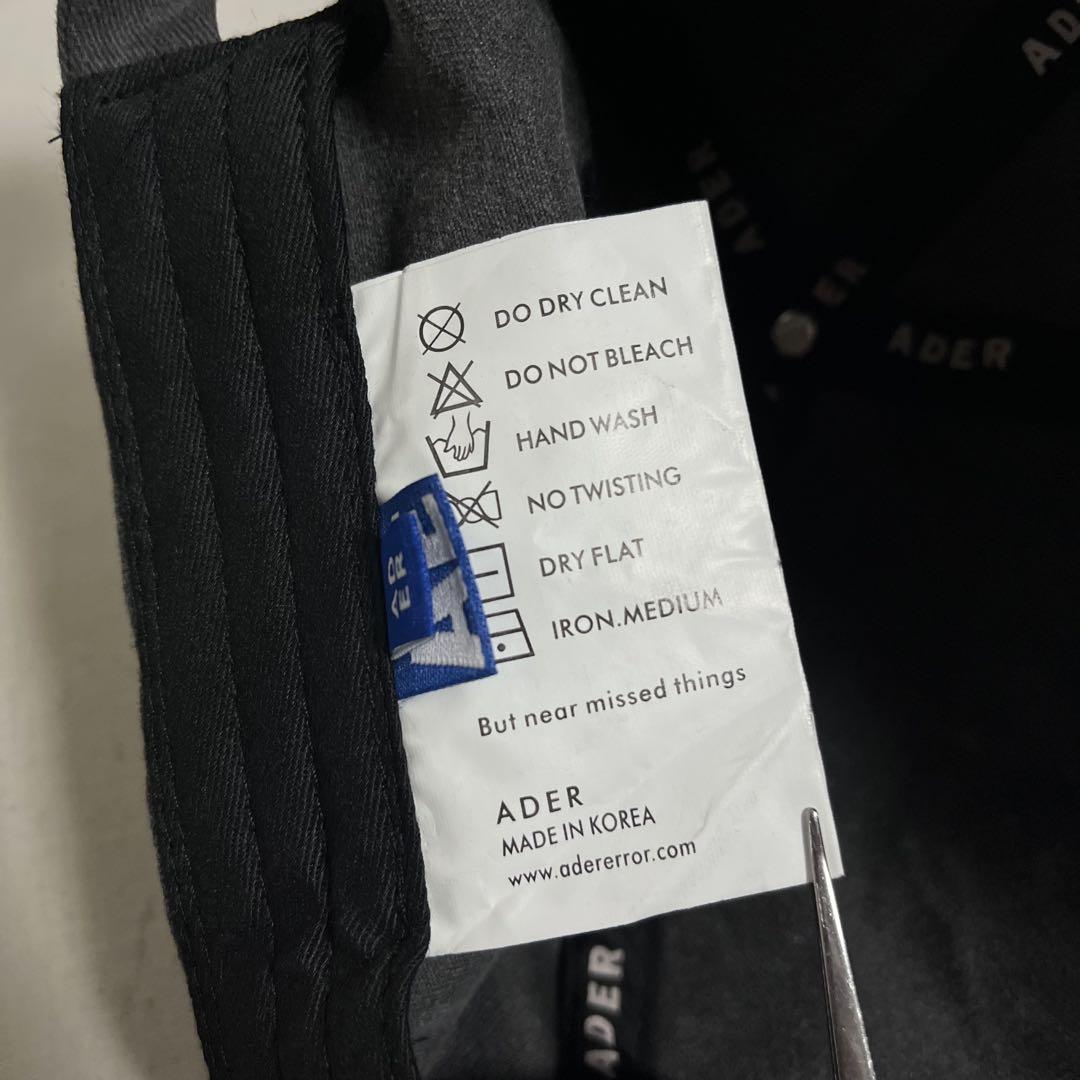 DO DRY CLEAN
DO NOT BLEACH
HAND WASH
NO TWISTING
DRY FLAT
IRON.MEDIUM
But near missed things
ADER
MADE IN KOREA
www.adererror.com
ADER
ADER
ADER